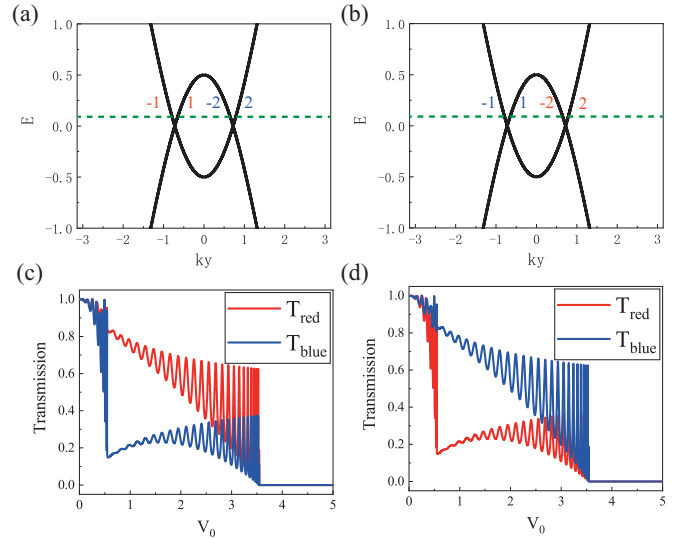 (a)
1.0
0.5
0.0
-0.5
-1.0
E
-1 1 -2 2
-3 -2 -1 0 1 2 3
ky
(b)
1.0
0.5
0.0
-0.5
-1.0
E
-1 1 -2 2
-3 -2 -1 0 1 2 3
ky
(c)
1.0
0.8
0.6
0.4
0.2
0.0
Transmission
T_red
T_blue
0 1 2 3 4 5
V_0
(d)
1.0
0.8
0.6
0.4
0.2
0.0
Transmission
T_red
T_blue
0 1 2 3 4 5
V_0